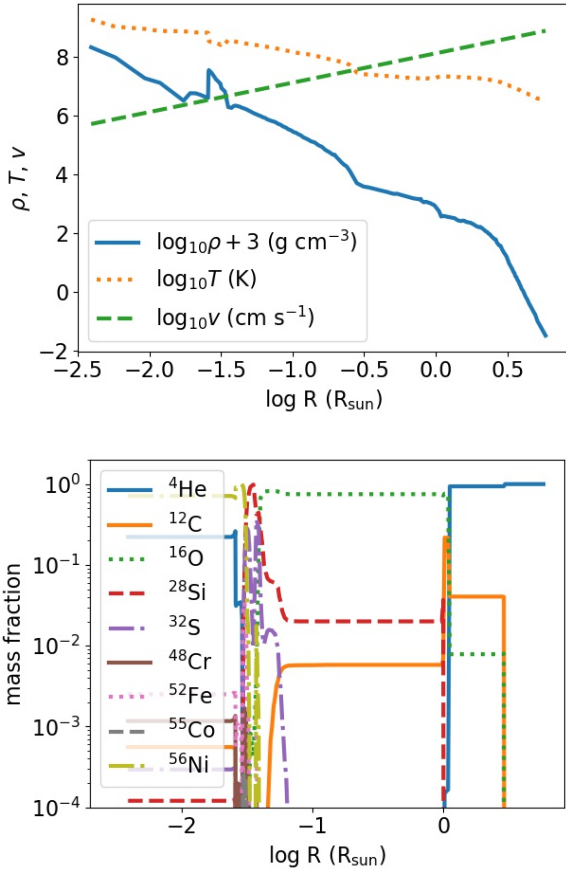 8
6
4
2
0
−2
ρ, T, v
log₁₀ρ + 3 (g cm⁻³)
log₁₀T (K)
log₁₀v (cm s⁻¹)
−2.5 −2.0 −1.5 −1.0 −0.5 0.0 0.5
log R (R_sun)
10⁰
10⁻¹
10⁻²
10⁻³
10⁻⁴
mass fraction
⁴He
¹²C
¹⁶O
²⁸Si
³²S
⁴⁸Cr
⁵²Fe
⁵⁵Co
⁵⁶Ni
−2 −1 0
log R (R_sun)